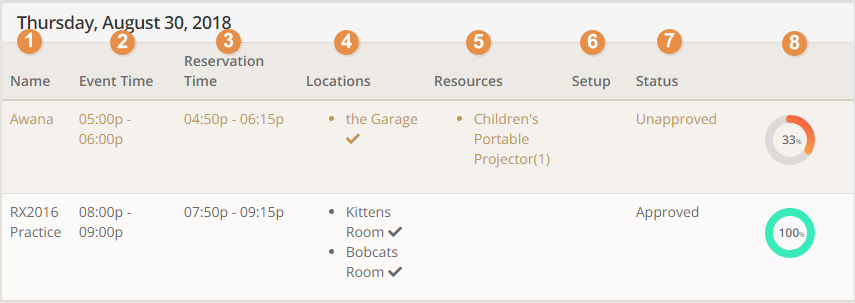 Thursday, August 30, 2018
1 2 3 4 5 6 7 8
Reservation
Name Event Time Time Locations Resources Setup Status
Awana 05:00p - 04:50p - 06:15p • the Garage • Children's Unapproved
06:00p ✔ Portable 33%
Projector(1)
RX2016 08:00p - 07:50p - 09:15p • Kittens Approved
Practice 09:00p Room ✔ 100%
• Bobcats
Room ✔